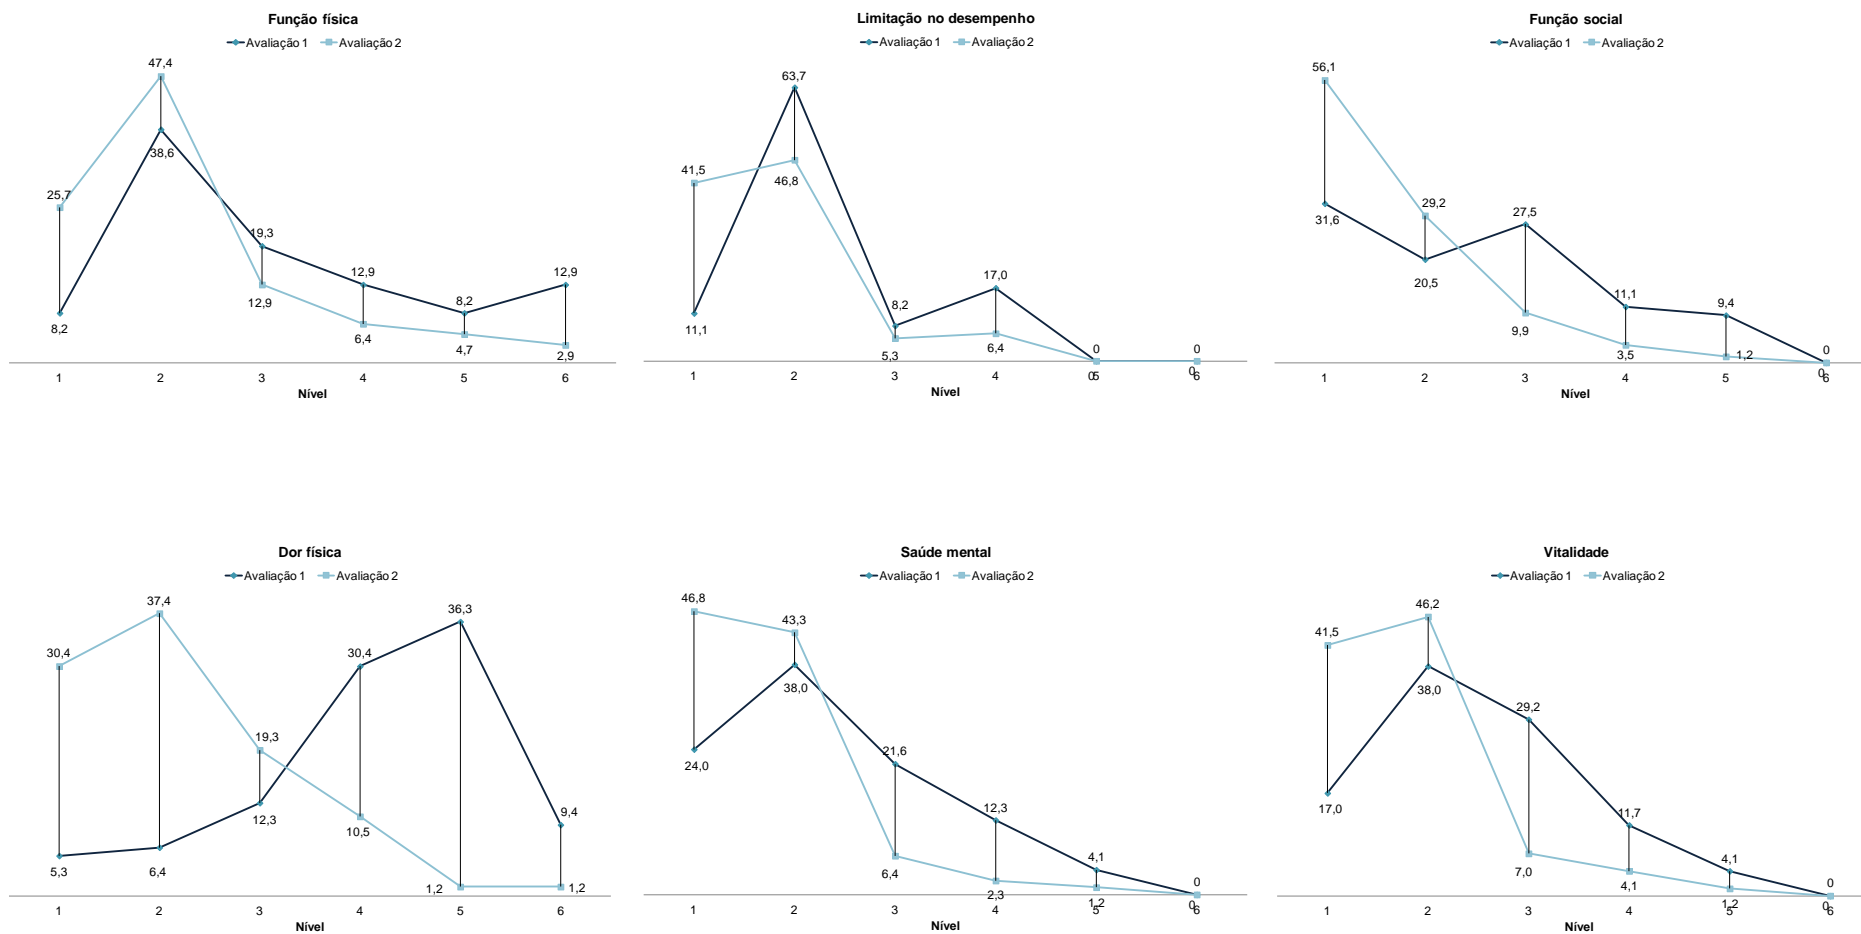 Função física
Avaliação 1 Avaliação 2
47,4
38,6
25,7
19,3
12,9
12,9
8,2
12,9
8,2
6,4
4,7
2,9
1 2 3 4 5 6
Nível
Limitação no desempenho
Avaliação 1 Avaliação 2
63,7
41,5
46,8
17,0
8,2
11,1
5,3
6,4
0 0
0 0
1 2 3 4 5 6
Nível
Função social
Avaliação 1 Avaliação 2
56,1
29,2
27,5
31,6
20,5
11,1
9,4
9,9
3,5
1,2
0
0
1 2 3 4 5 6
Nível
Dor física
Avaliação 1 Avaliação 2
37,4
36,3
30,4
30,4
19,3
9,4
12,3
10,5
5,3
6,4
1,2
1,2
1 2 3 4 5 6
Nível
Saúde mental
Avaliação 1 Avaliação 2
46,8
43,3
38,0
21,6
24,0
12,3
4,1
6,4
2,3
1,2
0
0
1 2 3 4 5 6
Nível
Vitalidade
Avaliação 1 Avaliação 2
46,2
41,5
38,0
29,2
17,0
11,7
4,1
7,0
4,1
1,2
0
0
1 2 3 4 5 6
Nível